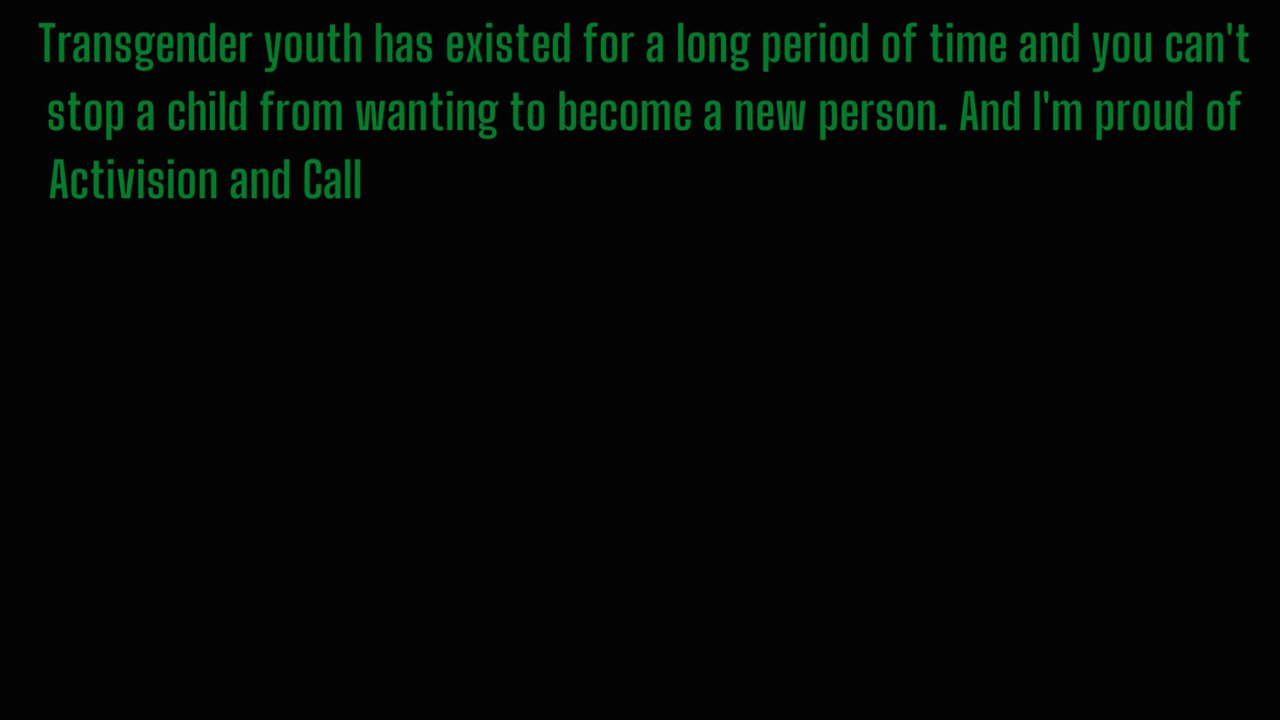 Transgender youth has existed for a long period of time and you can't
stop a child from wanting to become a new person. And I'm proud of
Activision and Call